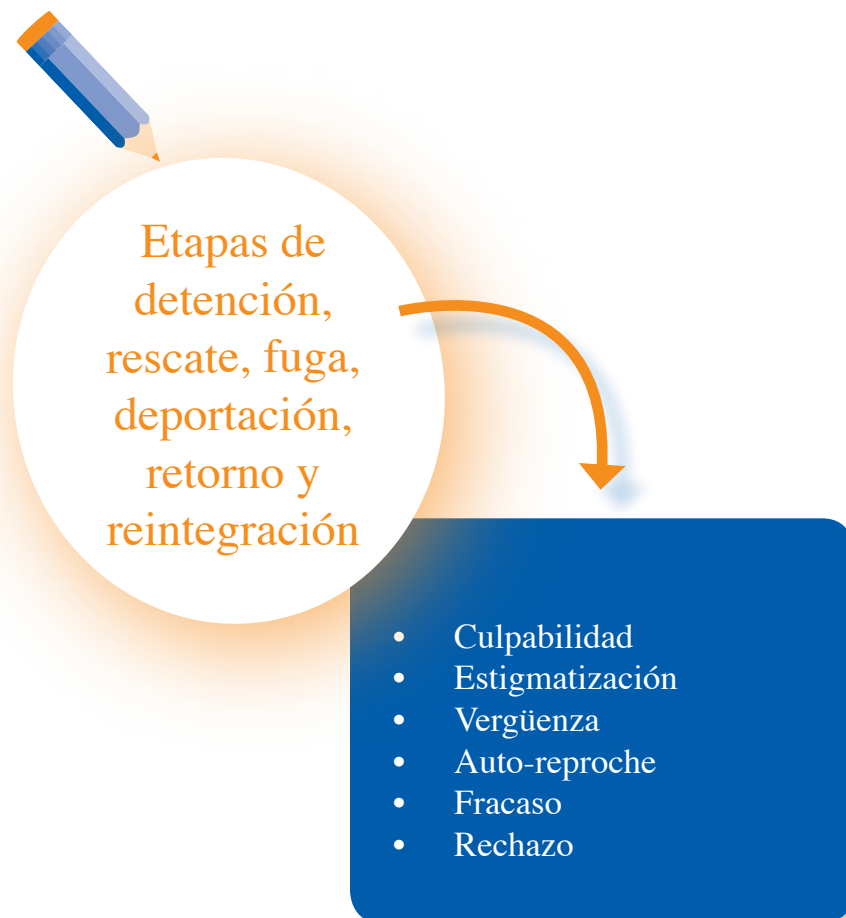 Etapas de
detención,
rescate, fuga,
deportación,
retorno y
reintegración
• Culpabilidad
• Estigmatización
• Vergüenza
• Auto-reproche
• Fracaso
• Rechazo